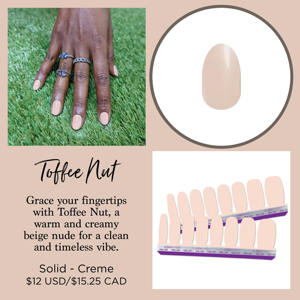 Toffee Nut
Grace your fingertips
with Toffee Nut, a
warm and creamy
beige nude for a clean
and timeless vibe.
Solid - Creme
$12 USD/$15.25 CAD